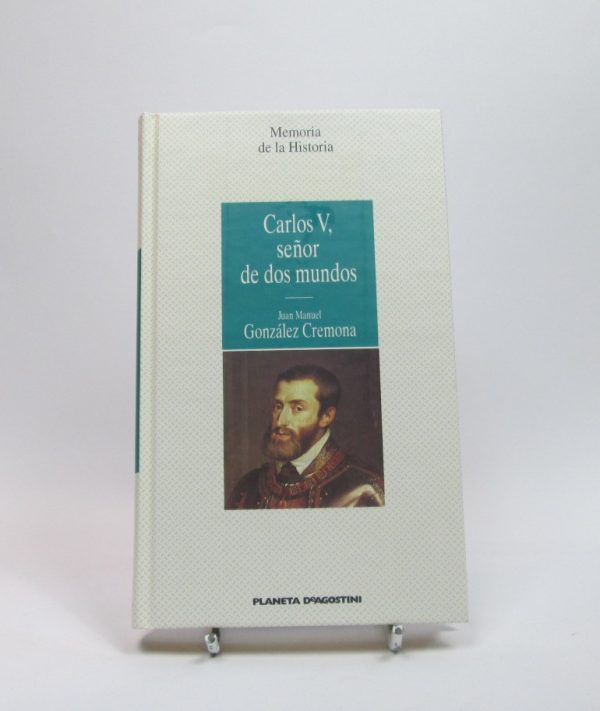 Memoria
de la Historia
Carlos V,
señor
de dos mundos
Juan Manuel
González Cremona
PLANETA DEAGOSTINI